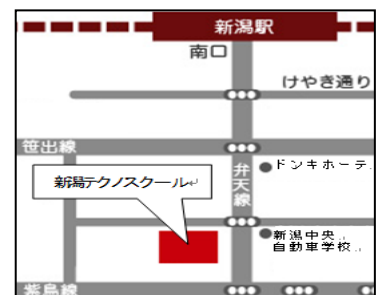 新潟駅
南口
けやき通り
笹出線
新潟テクノスクール
弁天線
ドンキホーテ
新潟中央
自動車学校
紫鳥線